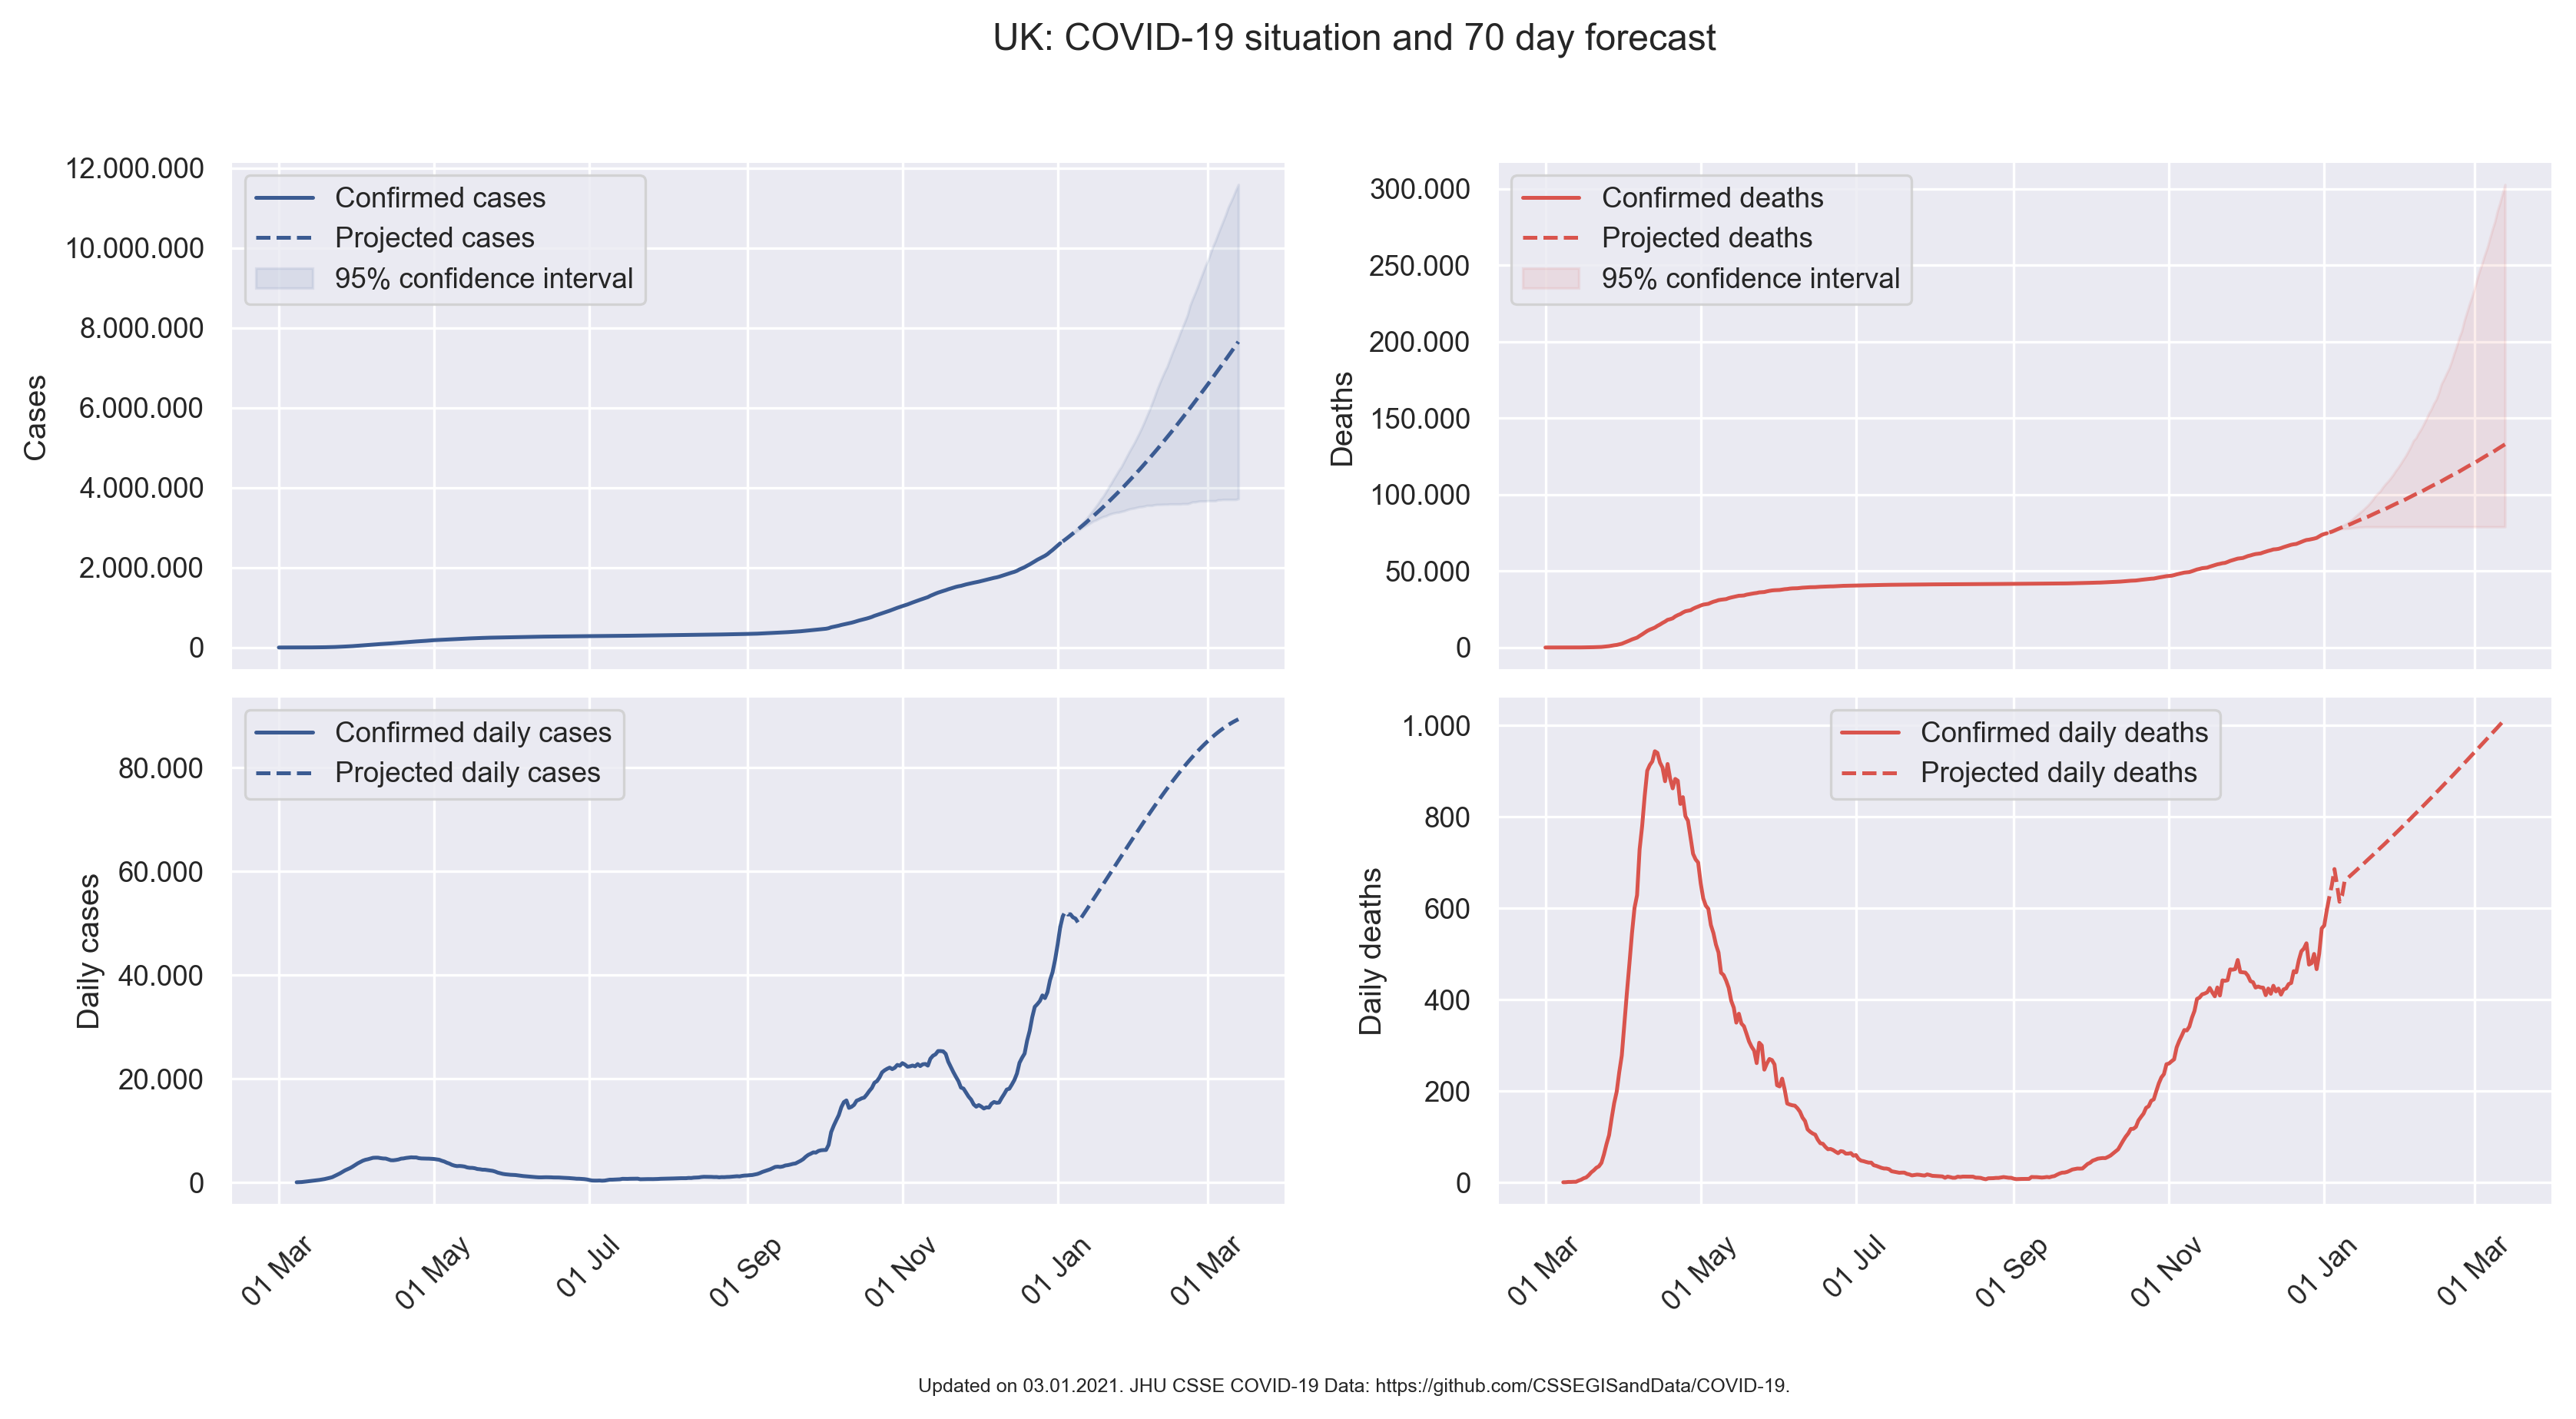 UK: COVID-19 situation and 70 day forecast
12.000.000
10.000.000
8.000.000
6.000.000
4.000.000
2.000.000
0
Cases
Confirmed cases
Projected cases
95% confidence interval
300.000
250.000
200.000
150.000
100.000
50.000
0
Deaths
Confirmed deaths
Projected deaths
95% confidence interval
80.000
60.000
40.000
20.000
0
Daily cases
Confirmed daily cases
Projected daily cases
01 Mar
01 May
01 Jul
01 Sep
01 Nov
01 Jan
01 Mar
1.000
800
600
400
200
0
Daily deaths
Confirmed daily deaths
Projected daily deaths
01 Mar
01 May
01 Jul
01 Sep
01 Nov
01 Jan
01 Mar
Updated on 03.01.2021. JHU CSSE COVID-19 Data: https://github.com/CSSEGISandData/COVID-19.